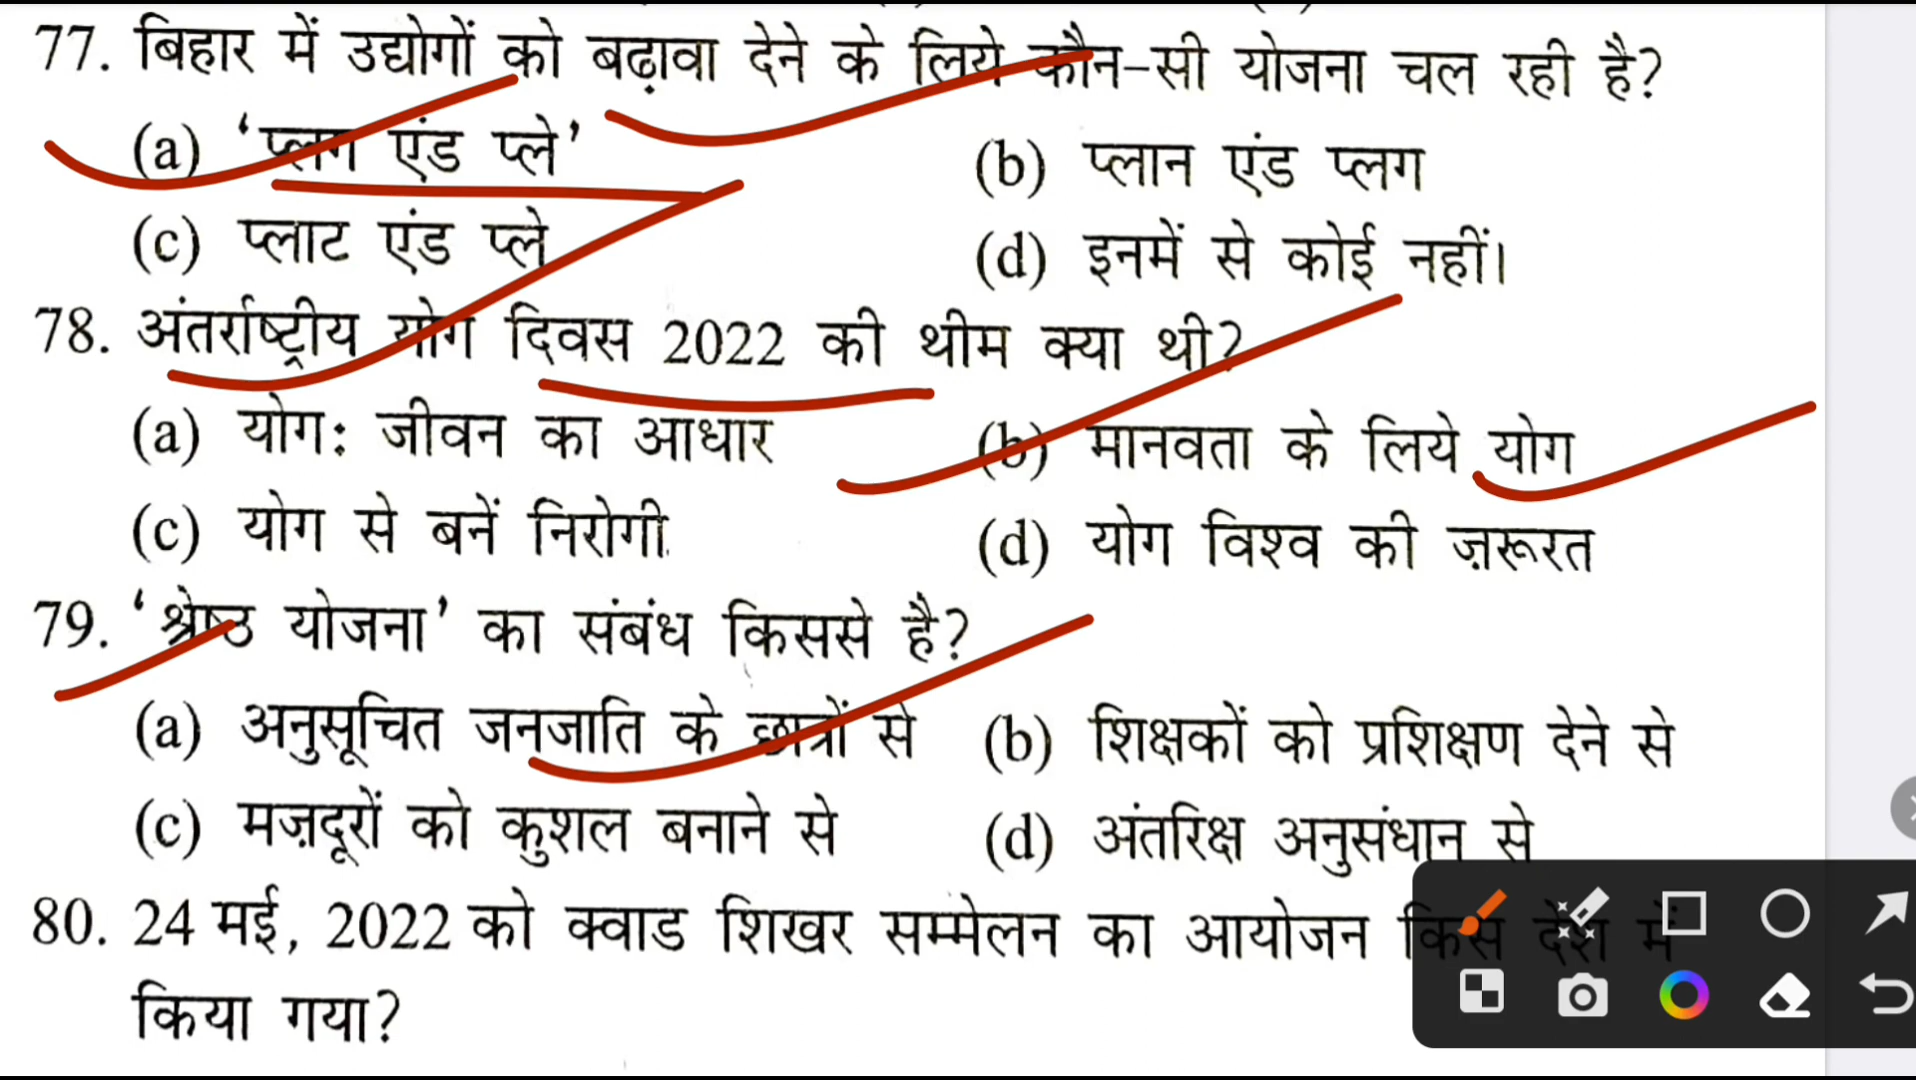 77. बिहार में उद्योगों को बढ़ावा देने के लिये कौन-सी योजना चल रही है?
(a) 'प्लग एंड प्ले'
(b) प्लान एंड प्लग
(c) प्लाट एंड प्ले
(d) इनमें से कोई नहीं।
78. अंतर्राष्ट्रीय योग दिवस 2022 की थीम क्या थी?
(a) योग: जीवन का आधार
(b) मानवता के लिये योग
(c) योग से बनें निरोगी
(d) योग विश्व की ज़रूरत
79. 'श्रेष्ठ योजना' का संबंध किससे है?
(a) अनुसूचित जनजाति के छात्रों से
(b) शिक्षकों को प्रशिक्षण देने से
(c) मज़दूरों को कुशल बनाने से
(d) अंतरिक्ष अनुसंधान से
80. 24 मई, 2022 को क्वाड शिखर सम्मेलन का आयोजन किस देश में
किया गया?